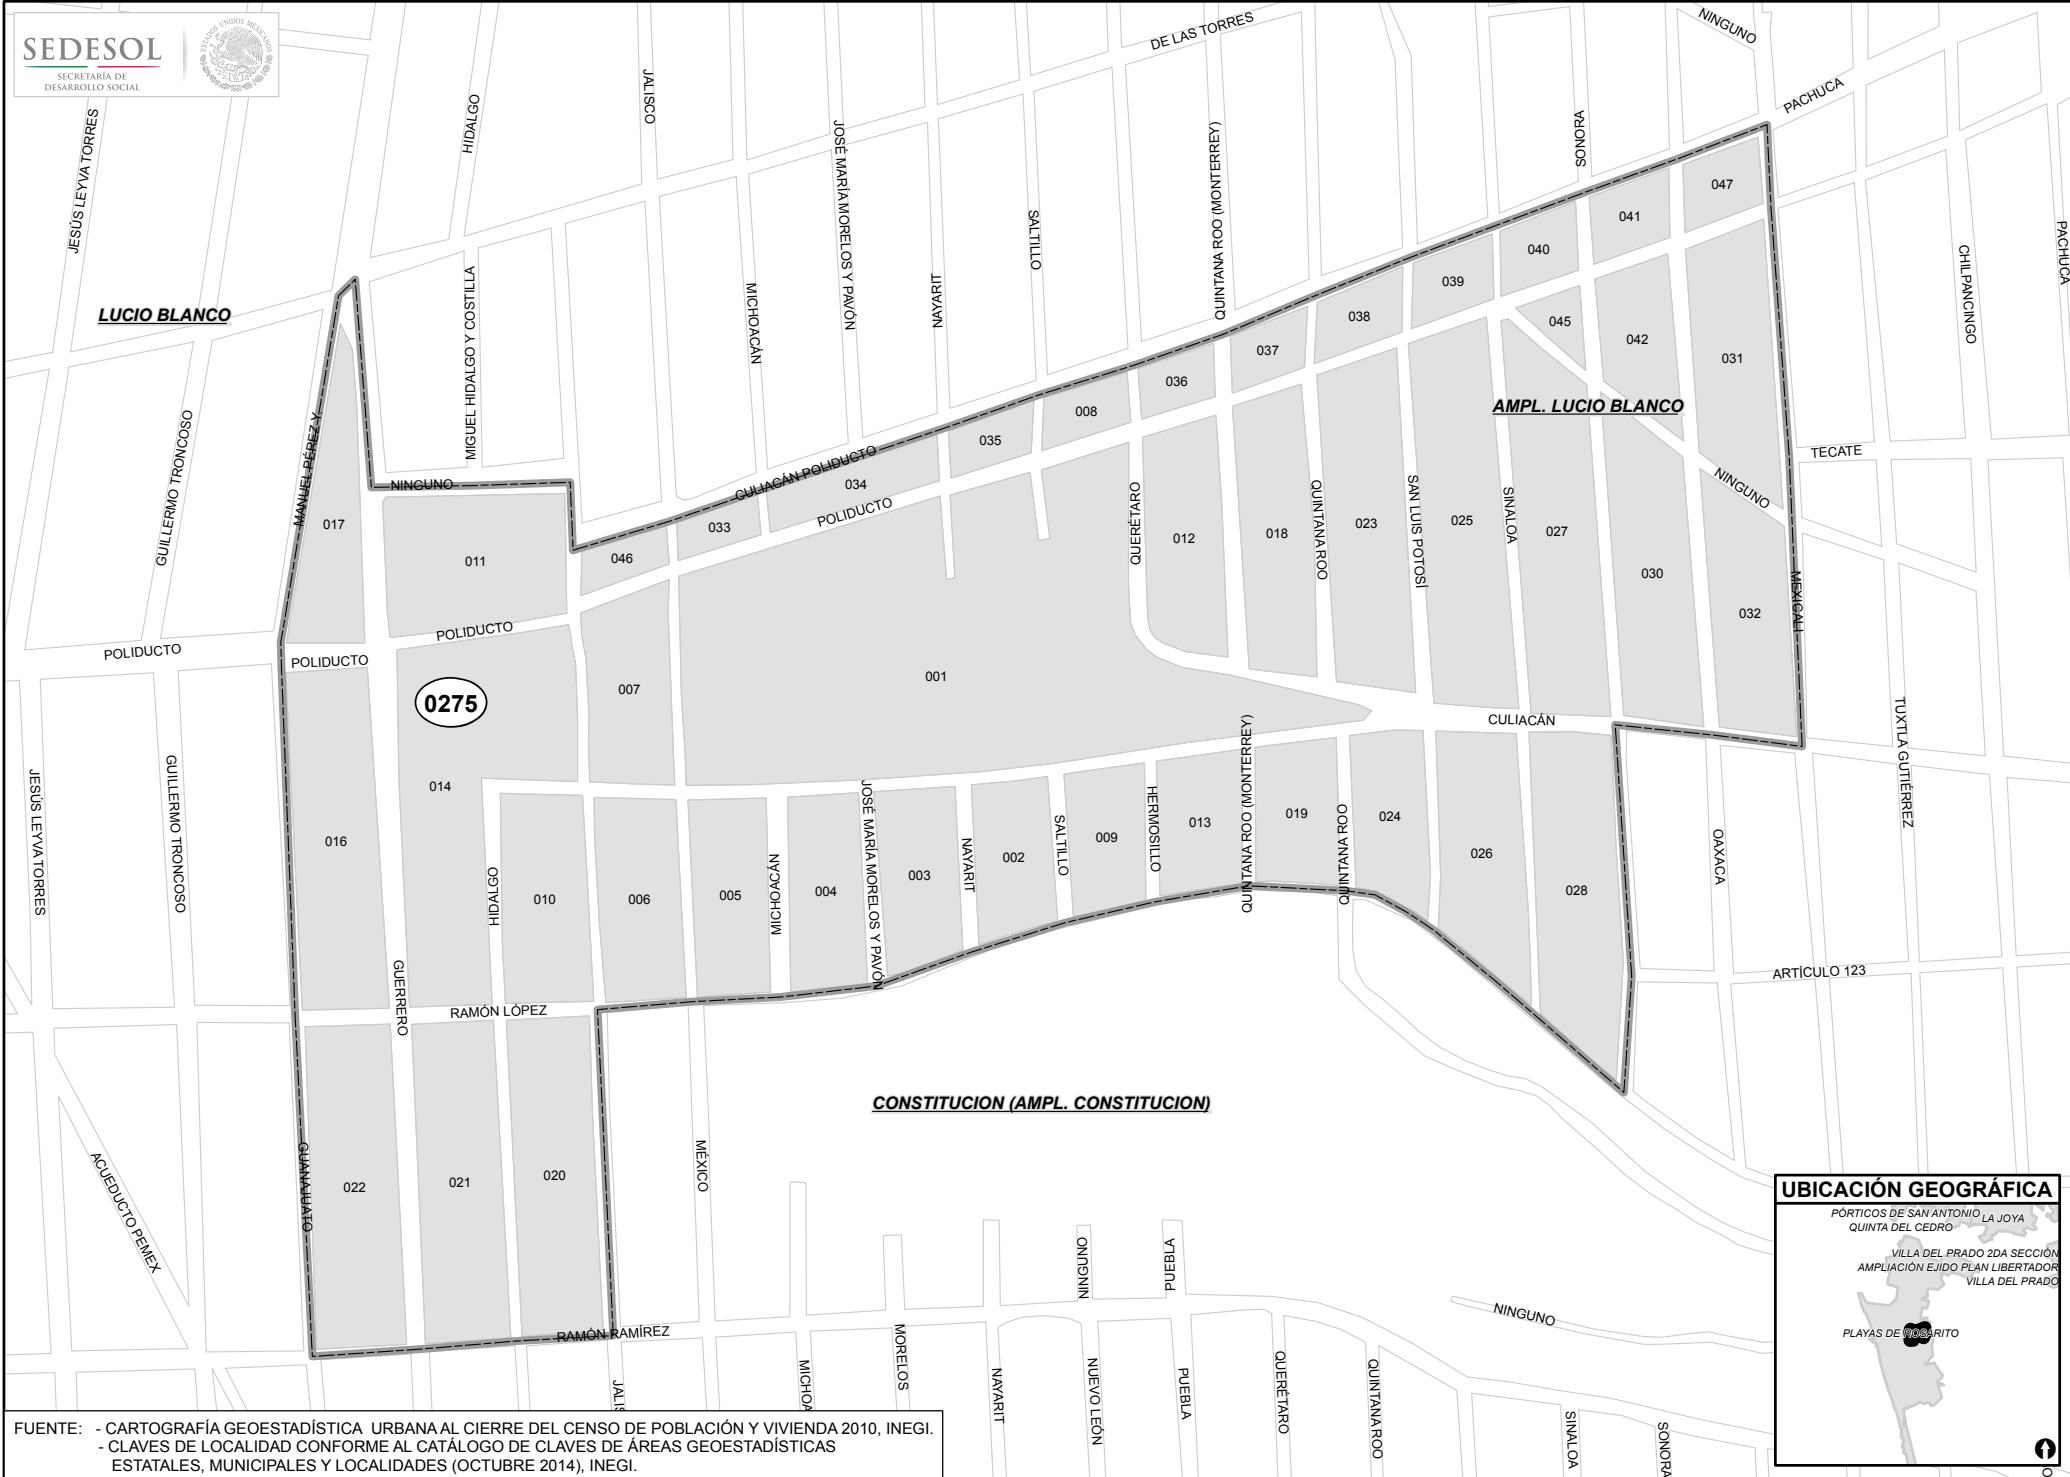 SEDESOL
SECRETARÍA DE
DESARROLLO SOCIAL
ESTADOS UNIDOS MEXICANOS
DE LAS TORRES
NINGUNO
PACHUCA
JESÚS LEYVA TORRES
HIDALGO
JALISCO
JOSÉ MARÍA MORELOS Y PAVÓN
QUINTANA ROO (MONTERREY)
SONORA
SALTILLO
NAYARIT
MICHOACÁN
MIGUEL HIDALGO Y COSTILLA
CHILPANCINGO
PACHUCA
LUCIO BLANCO
GUILLERMO TRONCOSO
MANUEL PÉREZ Y
NINGUNO
CULIACÁN POLIDUCTO
POLIDUCTO
AMPL. LUCIO BLANCO
TECATE
NINGUNO
047
041
040
039
038
037
036
008
035
034
033
046
045
042
031
017
011
012
018
023
025
027
030
032
QUERÉTARO
QUINTANA ROO
SAN LUIS POTOSÍ
SINALOA
MEXICALI
POLIDUCTO
POLIDUCTO
POLIDUCTO
0275
007
001
CULIACÁN
TUXTLA GUTIÉRREZ
JESÚS LEYVA TORRES
GUILLERMO TRONCOSO
014
016
HIDALGO
010
006
005
MICHOACÁN
004
JOSÉ MARÍA MORELOS Y PAVÓN
003
NAYARIT
002
SALTILLO
009
HERMOSILLO
013
QUINTANA ROO (MONTERREY)
019
QUINTANA ROO
024
026
028
OAXACA
ARTÍCULO 123
GUERRERO
RAMÓN LÓPEZ
CONSTITUCION (AMPL. CONSTITUCION)
ACUEDUCTO PEMEX
GUANAJUATO
022
021
020
MÉXICO
RAMÓN RAMÍREZ
NINGUNO
PUEBLA
NINGUNO
JALIS
MICHOA
MORELOS
NAYARIT
NUEVO LEÓN
PUEBLA
QUERÉTARO
QUINTANA ROO
SINALOA
SONORA
UBICACIÓN GEOGRÁFICA
PÓRTICOS DE SAN ANTONIO
LA JOYA
QUINTA DEL CEDRO
VILLA DEL PRADO 2DA SECCIÓN
AMPLIACIÓN EJIDO PLAN LIBERTADOR
VILLA DEL PRADO
PLAYAS DE ROSARITO
FUENTE: - CARTOGRAFÍA GEOESTADÍSTICA URBANA AL CIERRE DEL CENSO DE POBLACIÓN Y VIVIENDA 2010, INEGI.
- CLAVES DE LOCALIDAD CONFORME AL CATÁLOGO DE CLAVES DE ÁREAS GEOESTADÍSTICAS
ESTATALES, MUNICIPALES Y LOCALIDADES (OCTUBRE 2014), INEGI.